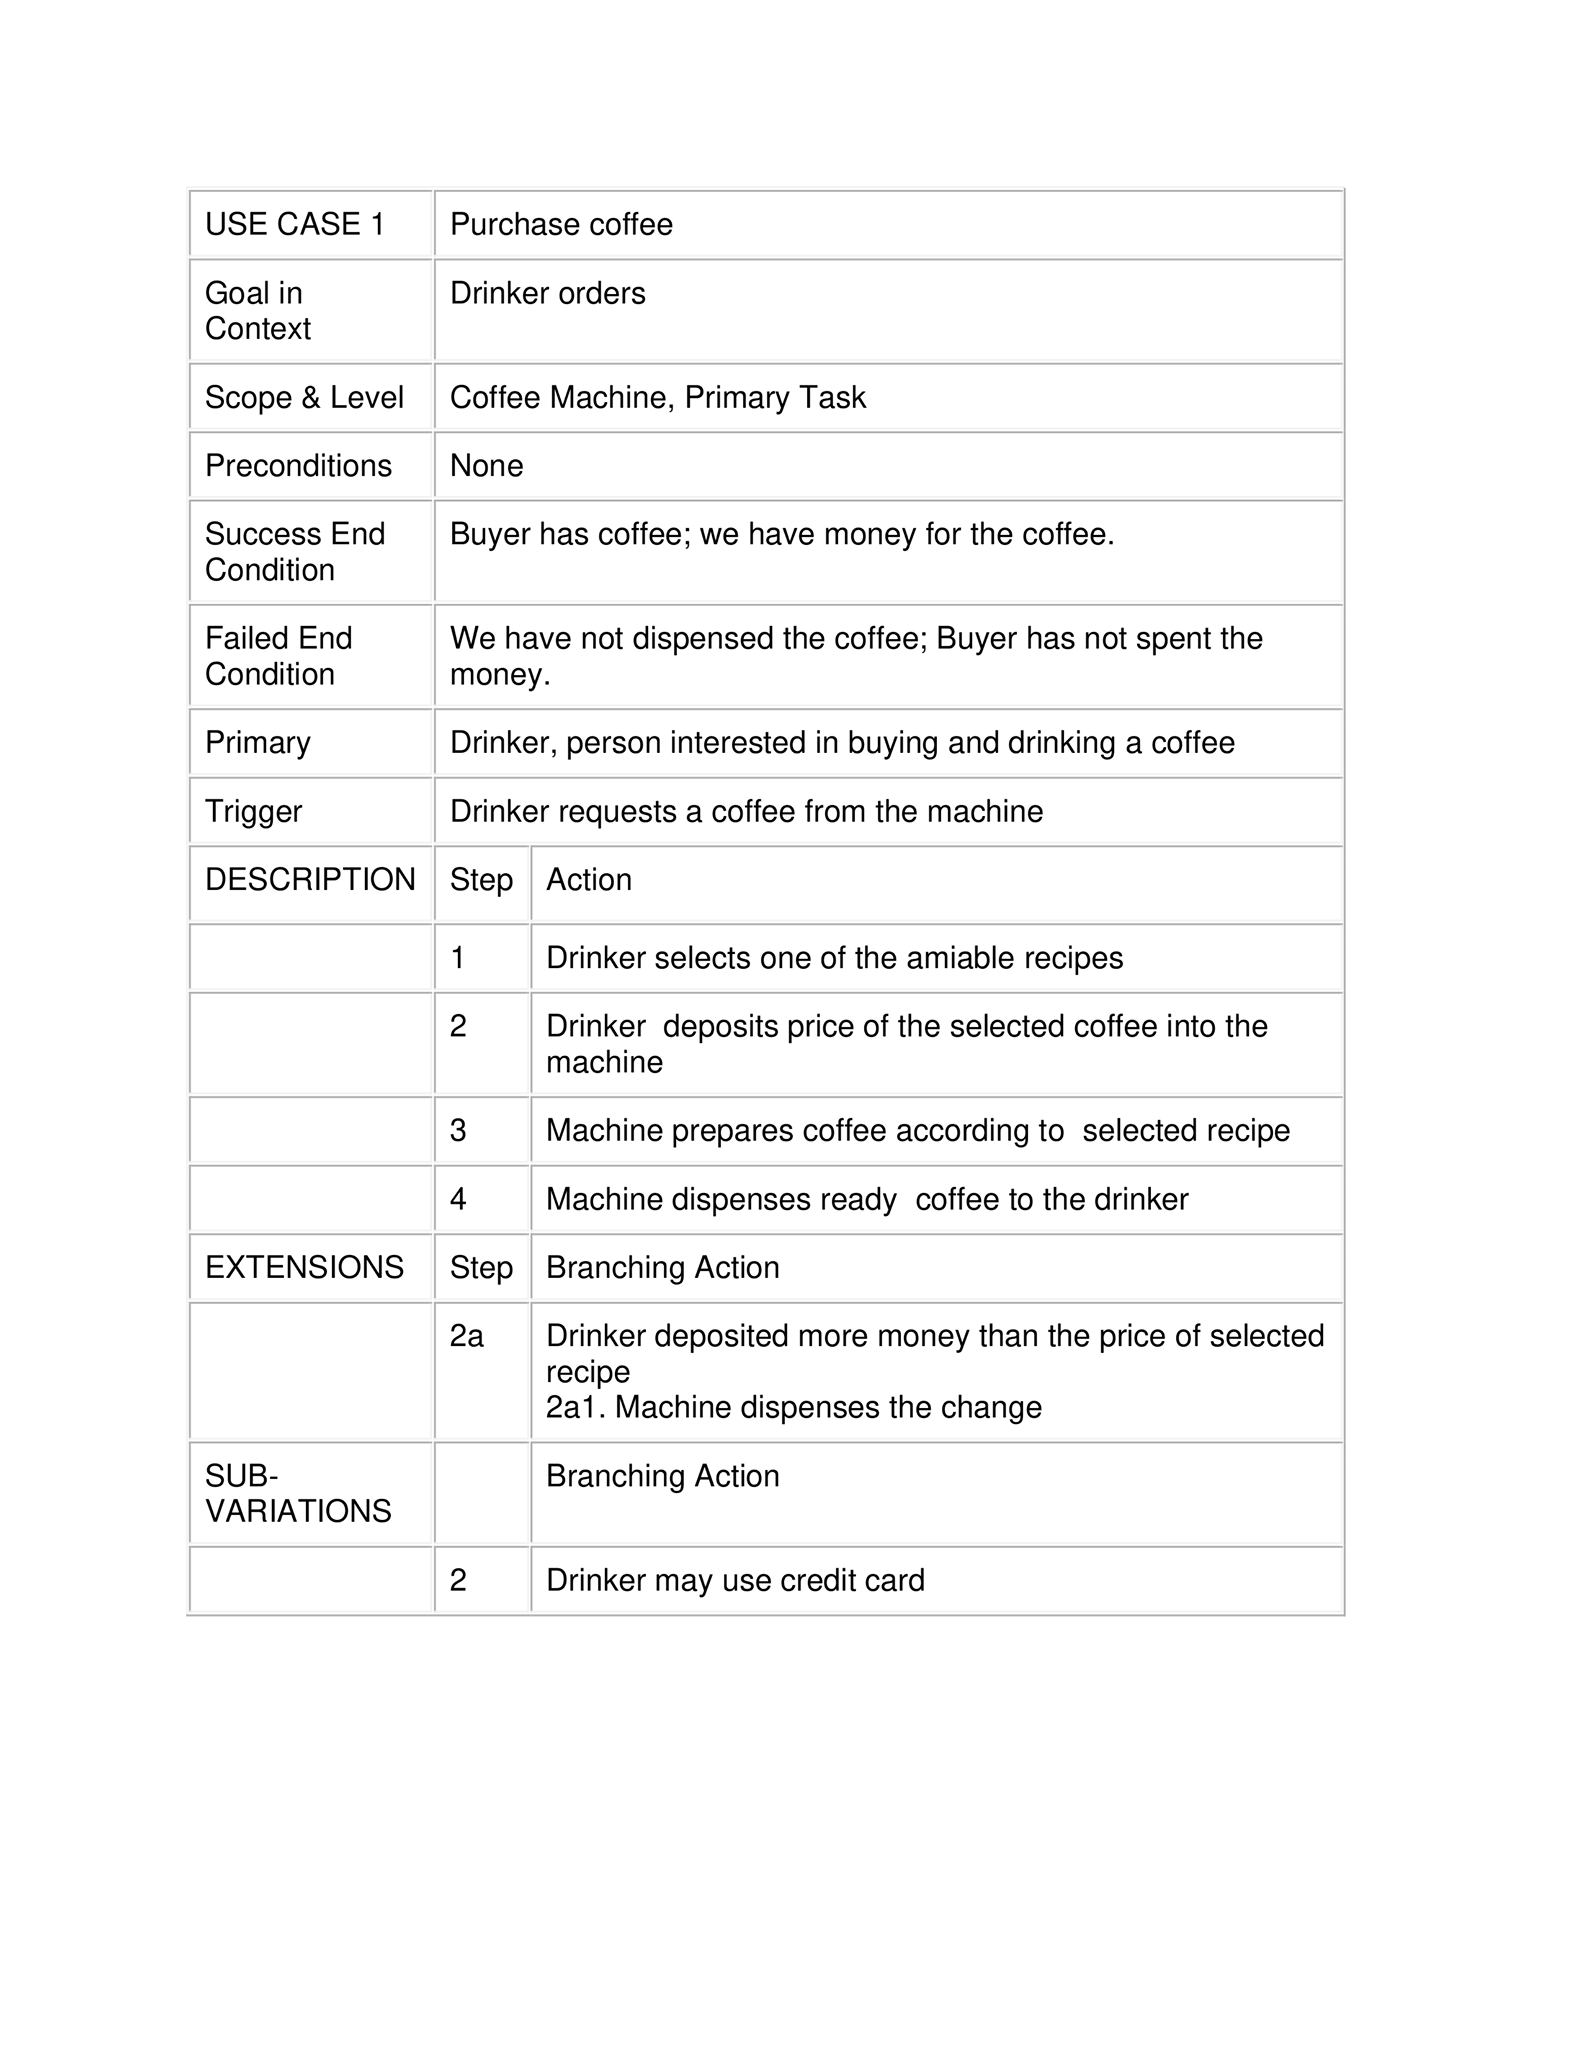 USE CASE 1 Purchase coffee
Goal in Drinker orders
Context
Scope & Level Coffee Machine, Primary Task
Preconditions None
Success End Buyer has coffee; we have money for the coffee.
Condition
Failed End We have not dispensed the coffee; Buyer has not spent the
Condition money.
Primary Drinker, person interested in buying and drinking a coffee
Trigger Drinker requests a coffee from the machine
DESCRIPTION Step Action
1 Drinker selects one of the amiable recipes
2 Drinker  deposits price of the selected coffee into the
machine
3 Machine prepares coffee according to  selected recipe
4 Machine dispenses ready  coffee to the drinker
EXTENSIONS Step Branching Action
2a Drinker deposited more money than the price of selected
recipe
2a1. Machine dispenses the change
SUB- Branching Action
VARIATIONS
2 Drinker may use credit card